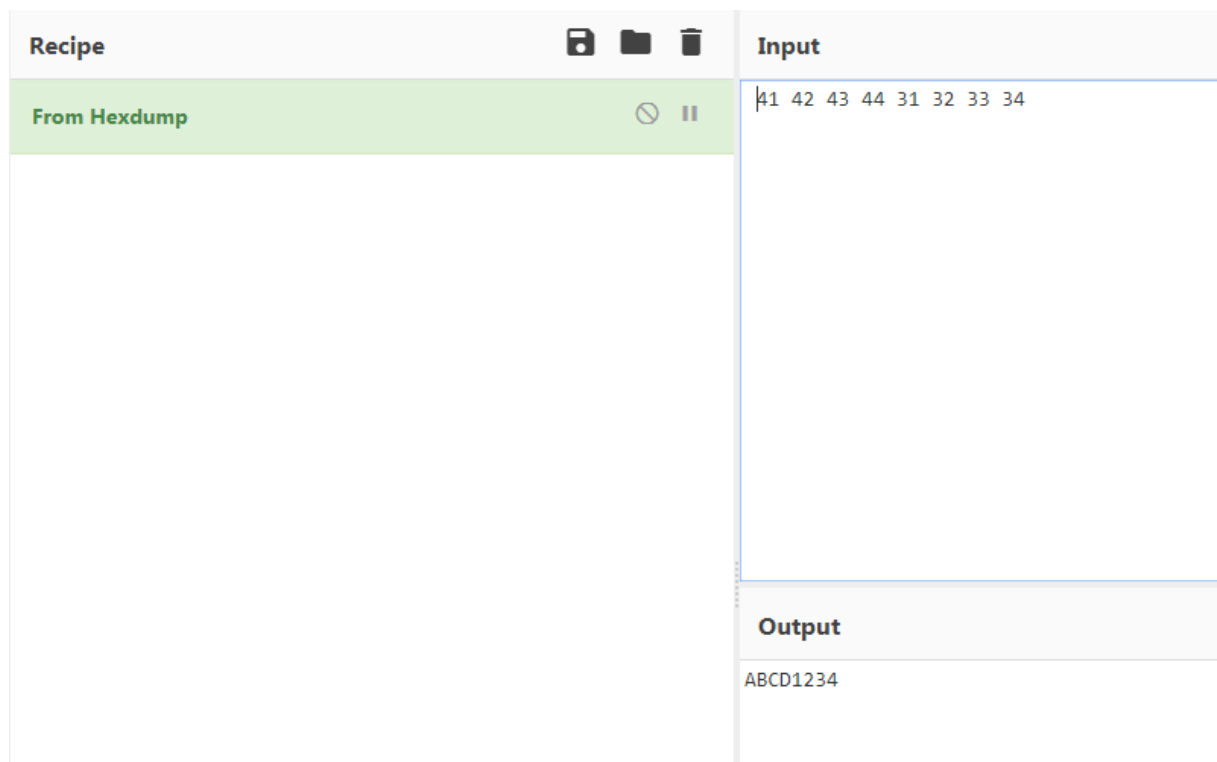 Recipe
From Hexdump
Input
41 42 43 44 31 32 33 34
Output
ABCD1234